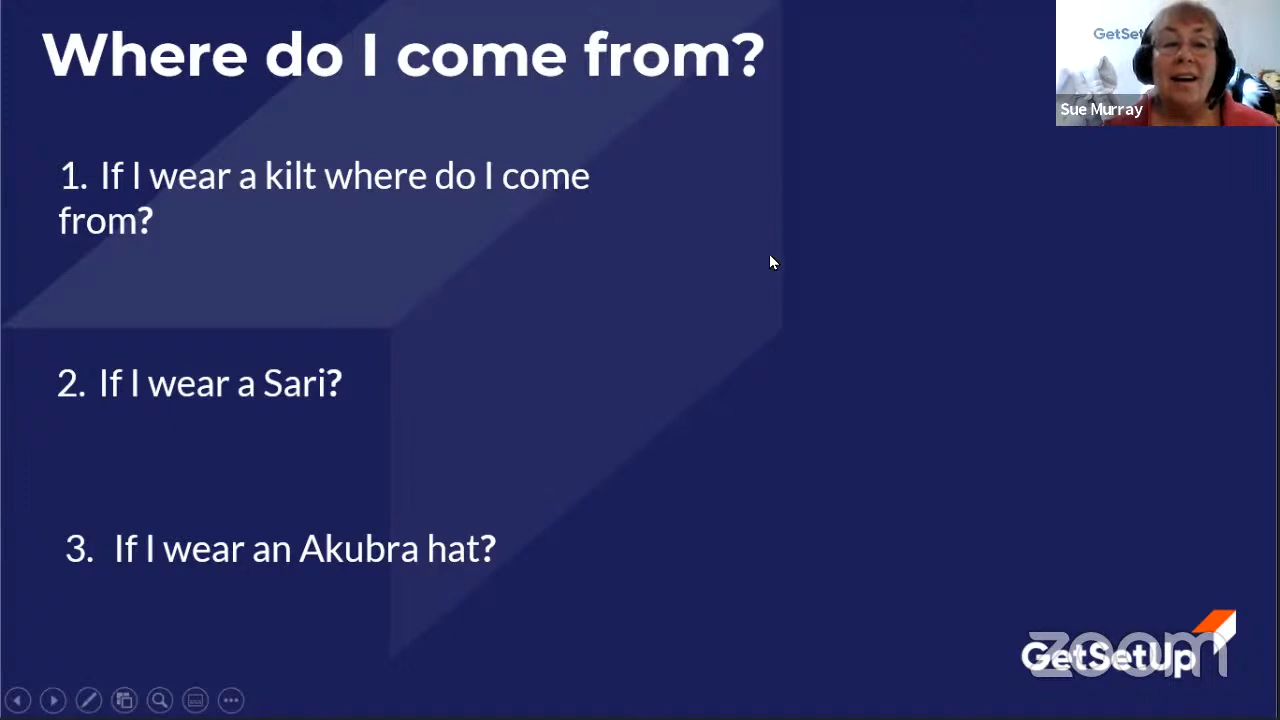 Where do I come from?
GetSet
Sue Murray
1. If I wear a kilt where do I come
from?
2. If I wear a Sari?
3. If I wear an Akubra hat?
zoom
GetSetUp